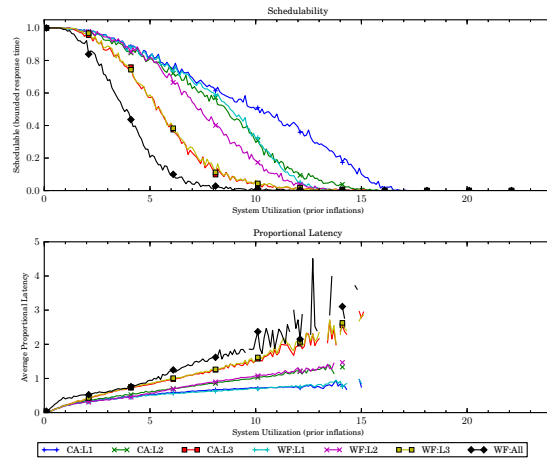 Schedulability
Schedulable (bounded response time)
1.0
0.8
0.6
0.4
0.2
0.0
0 5 10 15 20
System Utilization (prior inflations)
Proportional Latency
Average Proportional Latency
5
4
3
2
1
0
0 5 10 15 20
System Utilization (prior inflations)
CA:L1 CA:L2 CA:L3 WF:L1 WF:L2 WF:L3 WF:All